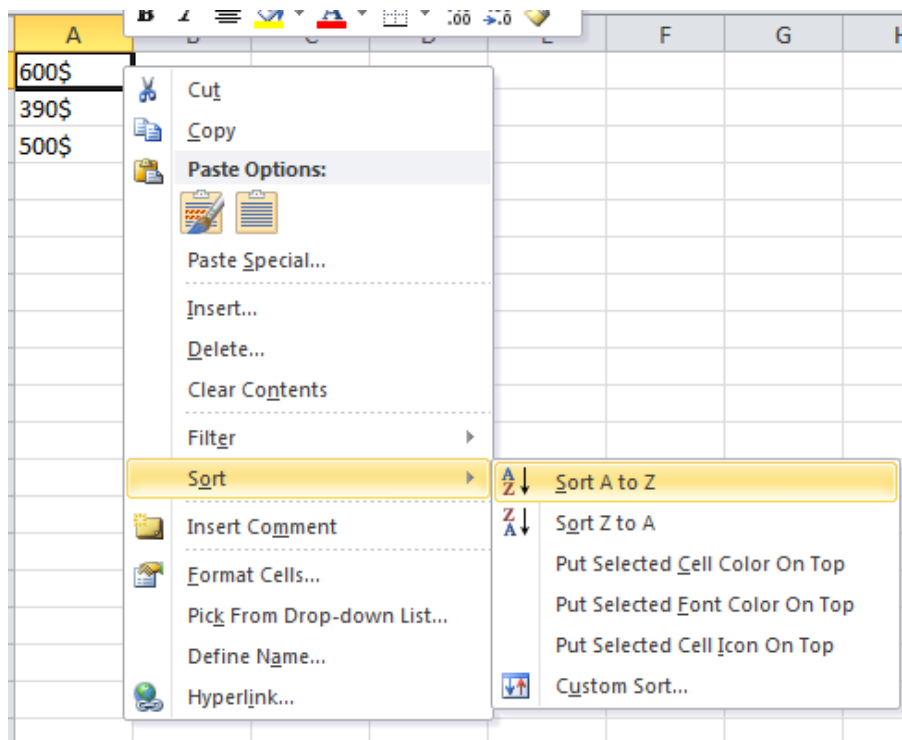 B I A .00 .0
A F G
600$
390$
500$
Cut
Copy
Paste Options:
Paste Special...
Insert...
Delete...
Clear Contents
Filter
Sort
Insert Comment
Format Cells...
Pick From Drop-down List...
Define Name...
Hyperlink...
A Z Sort A to Z
Z A Sort Z to A
Put Selected Cell Color On Top
Put Selected Font Color On Top
Put Selected Cell Icon On Top
Custom Sort...